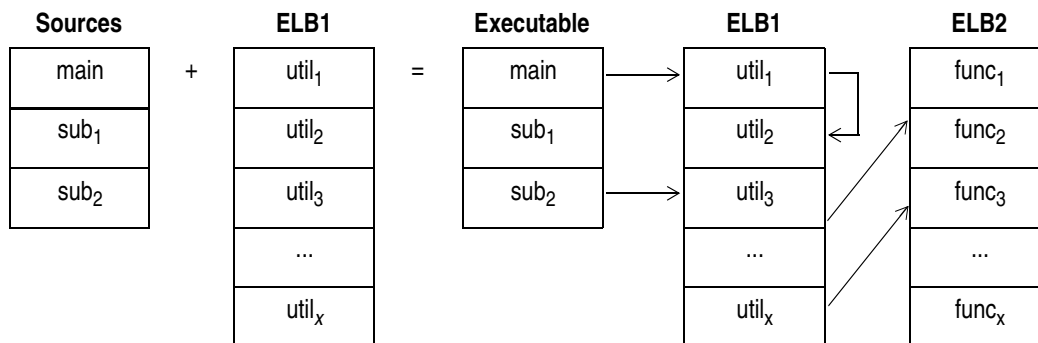 Sources ELB1 Executable ELB1 ELB2
main + util₁ = main util₁ func₁
sub₁ util₂ sub₁ util₂ func₂
sub₂ util₃ sub₂ util₃ func₃
... ... ...
utilₓ utilₓ funcₓ